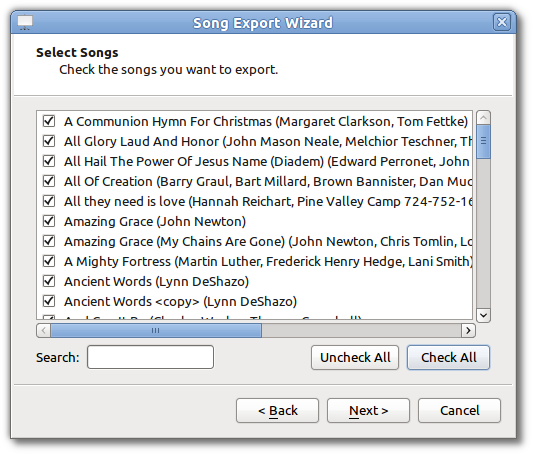 Song Export Wizard
Select Songs
Check the songs you want to export.
A Communion Hymn For Christmas (Margaret Clarkson, Tom Fettke)
All Glory Laud And Honor (John Mason Neale, Melchior Teschner, Th
All Hail The Power Of Jesus Name (Diadem) (Edward Perronet, John
All Of Creation (Barry Graul, Bart Millard, Brown Bannister, Dan Muc
All they need is love (Hannah Reichart, Pine Valley Camp 724-752-16
Amazing Grace (John Newton)
Amazing Grace (My Chains Are Gone) (John Newton, Chris Tomlin, Lo
A Mighty Fortress (Martin Luther, Frederick Henry Hedge, Lani Smith)
Ancient Words (Lynn DeShazo)
Ancient Words <copy> (Lynn DeShazo)
Search:
Uncheck All
Check All
< Back
Next >
Cancel